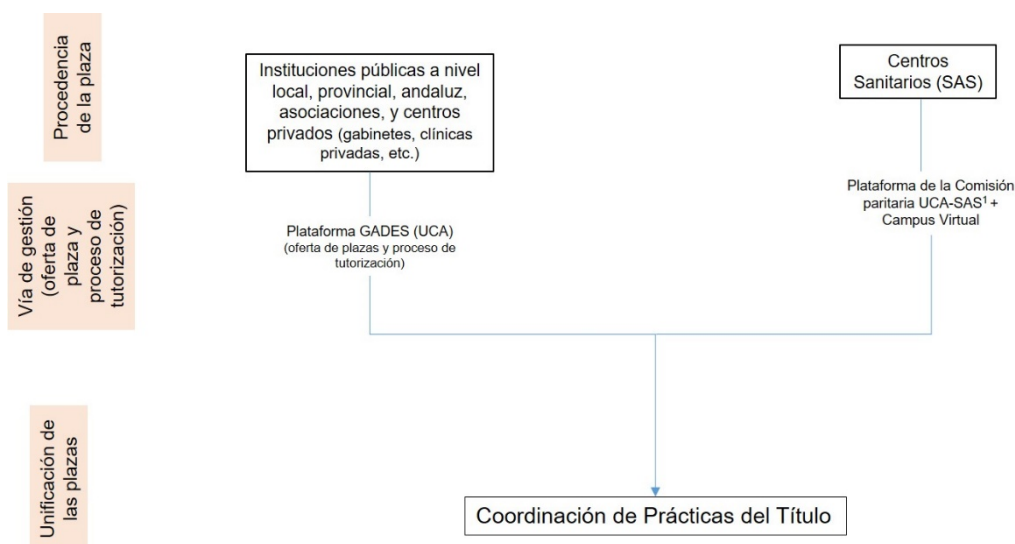 Procedencia
de la plaza
Instituciones públicas a nivel
local, provincial, andaluz,
asociaciones, y centros
privados (gabinetes, clínicas
privadas, etc.)
Centros
Sanitarios (SAS)
Vía de gestión
(oferta de
plaza y
proceso de
tutorización)
Plataforma GADES (UCA)
(oferta de plazas y proceso de
tutorización)
Plataforma de la Comisión
paritaria UCA-SAS¹ +
Campus Virtual
Unificación de
las plazas
Coordinación de Prácticas del Título